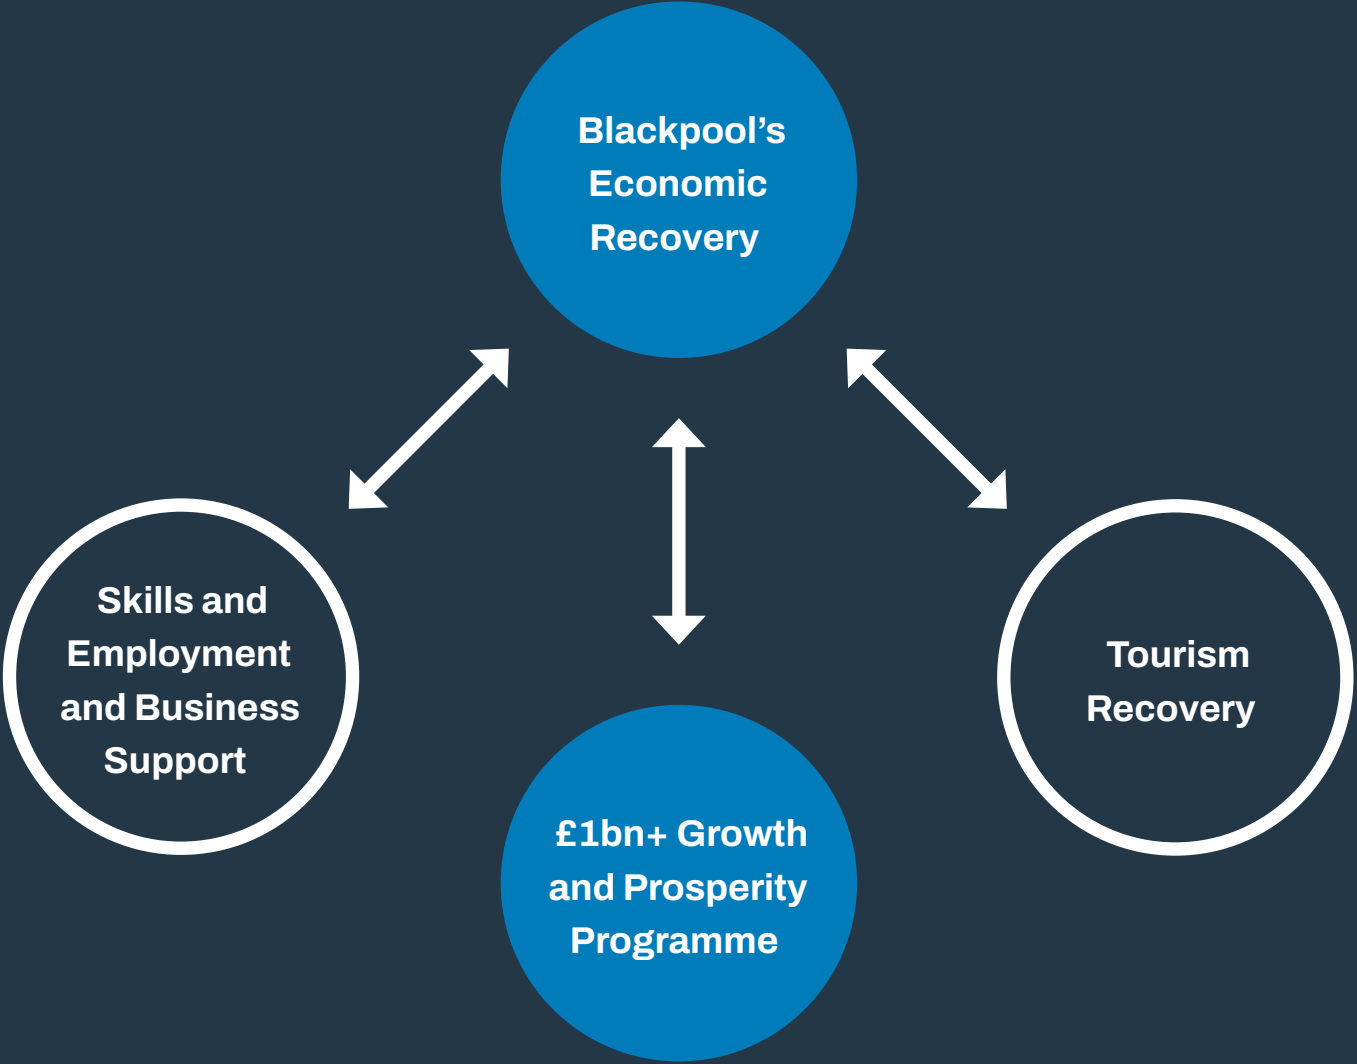 Blackpool’s
Economic
Recovery
Skills and
Employment
and Business
Support
Tourism
Recovery
£1bn+ Growth
and Prosperity
Programme